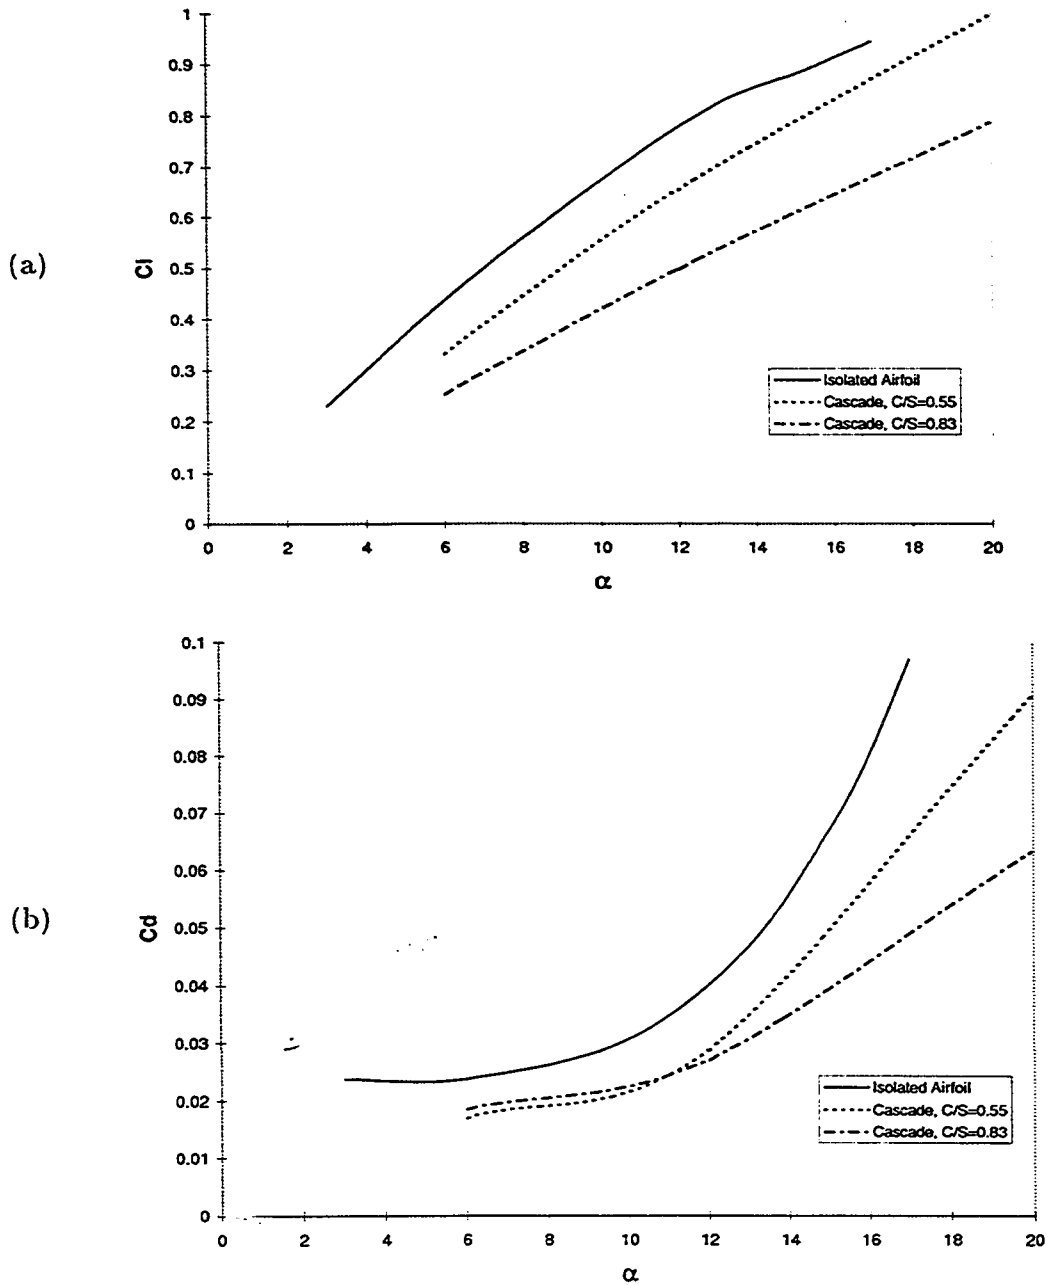 (a)
Cl
1
0.9
0.8
0.7
0.6
0.5
0.4
0.3
0.2
0.1
0
0 2 4 6 8 10 12 14 16 18 20
α
Isolated Airfoil
Cascade, C/S=0.55
Cascade, C/S=0.83
(b)
Cd
0.1
0.09
0.08
0.07
0.06
0.05
0.04
0.03
0.02
0.01
0
0 2 4 6 8 10 12 14 16 18 20
α
Isolated Airfoil
Cascade, C/S=0.55
Cascade, C/S=0.83